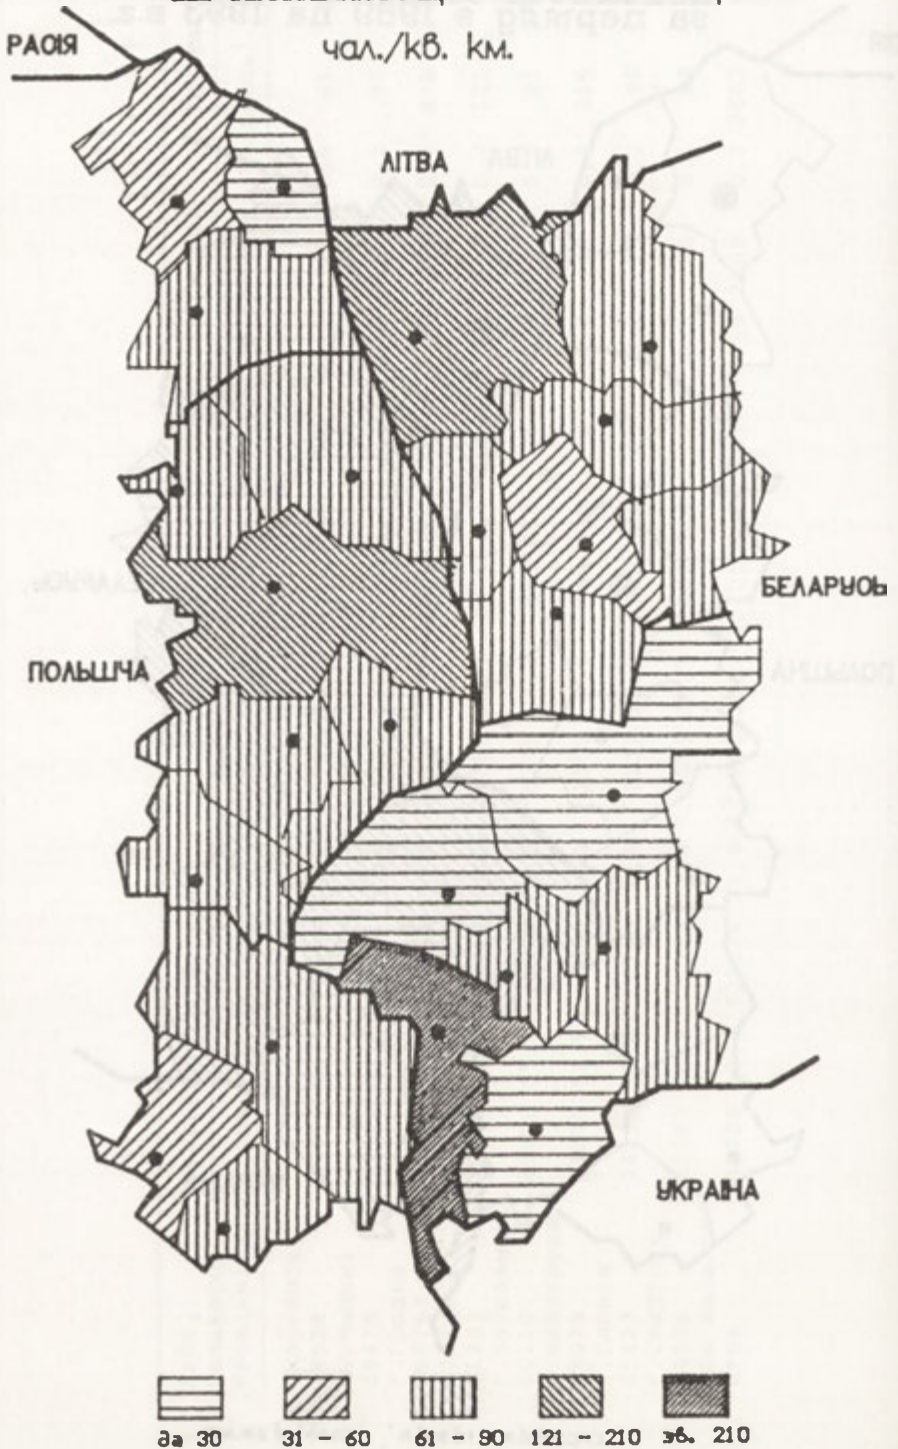 чал./кв. км.
РАСІЯ
ЛІТВА
БЕЛАРУСЬ
ПОЛЬШЧА
УКРАІНА
да 30
31 - 60
61 - 90
121 - 210
зв. 210